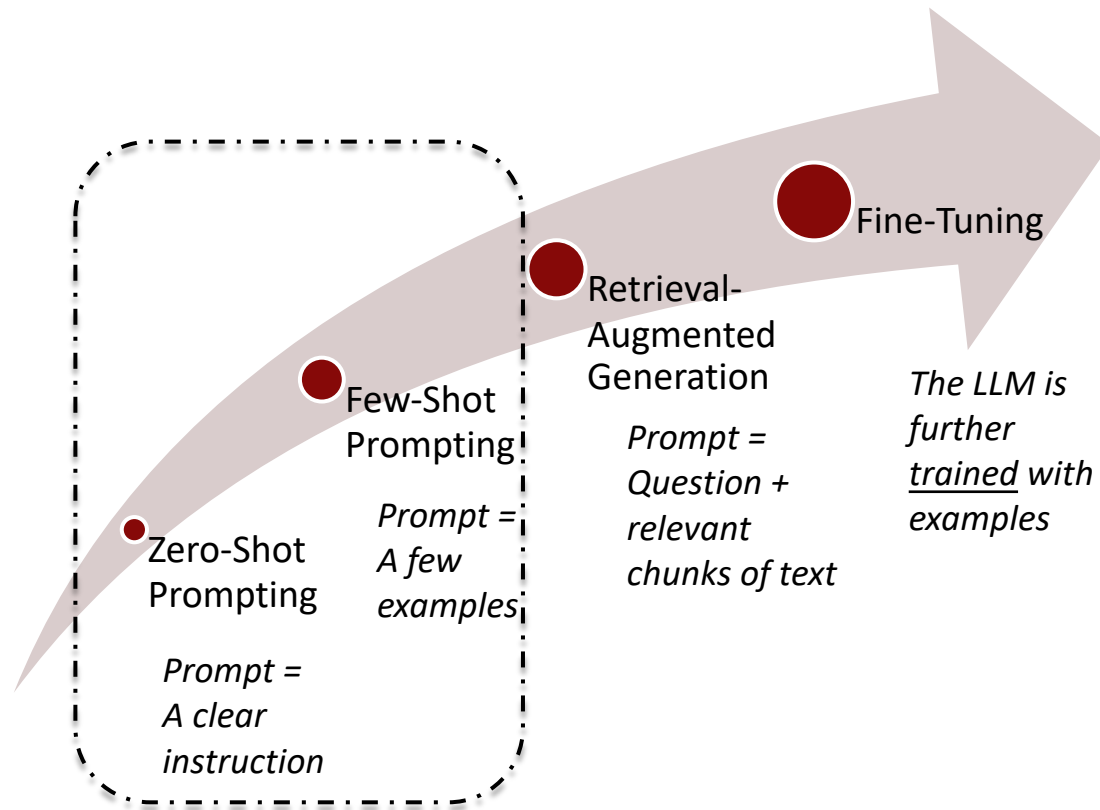 Zero-Shot
Prompting
Prompt =
A clear
instruction
Few-Shot
Prompting
Prompt =
A few
examples
Retrieval-
Augmented
Generation
Prompt =
Question +
relevant
chunks of text
Fine-Tuning
The LLM is
further
trained with
examples